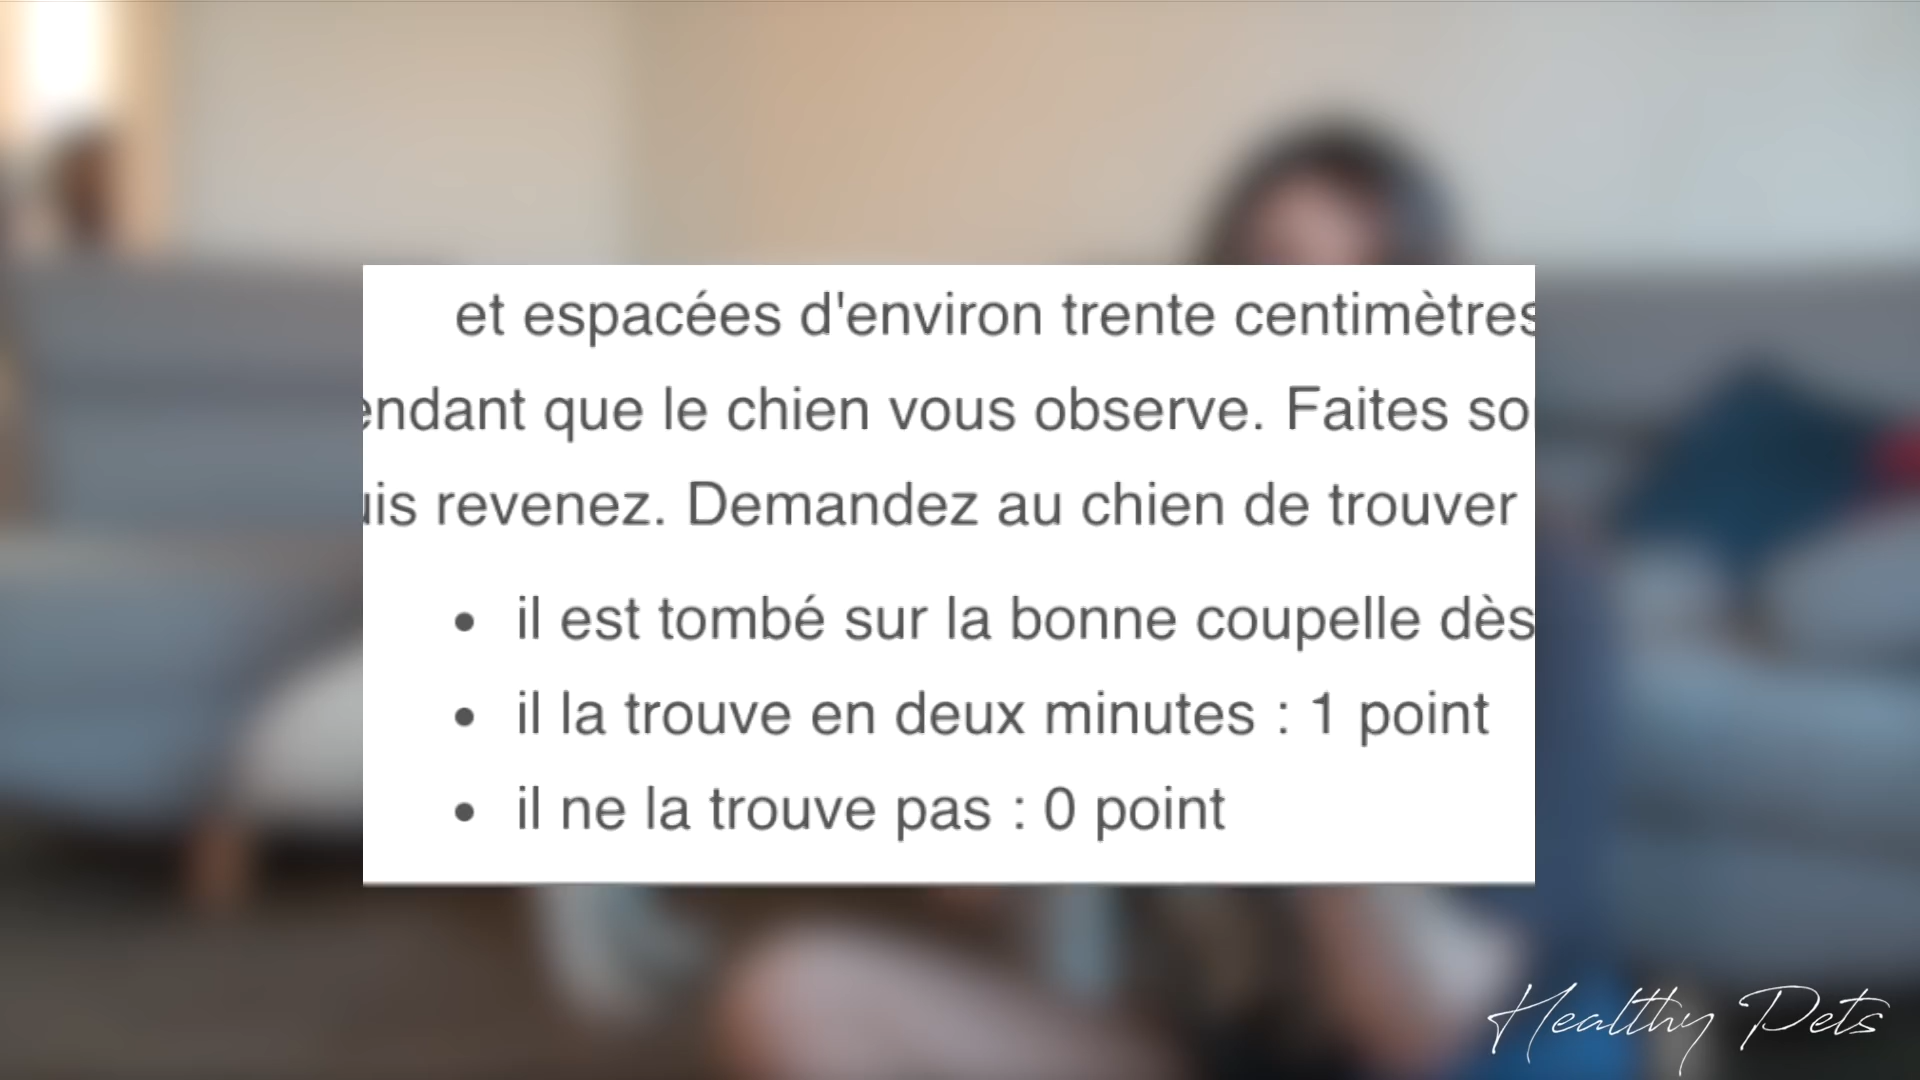 et espacées d'environ trente centimètres
endant que le chien vous observe. Faites so
uis revenez. Demandez au chien de trouver
• il est tombé sur la bonne coupelle dès
• il la trouve en deux minutes : 1 point
• il ne la trouve pas : 0 point
Healthy Pets